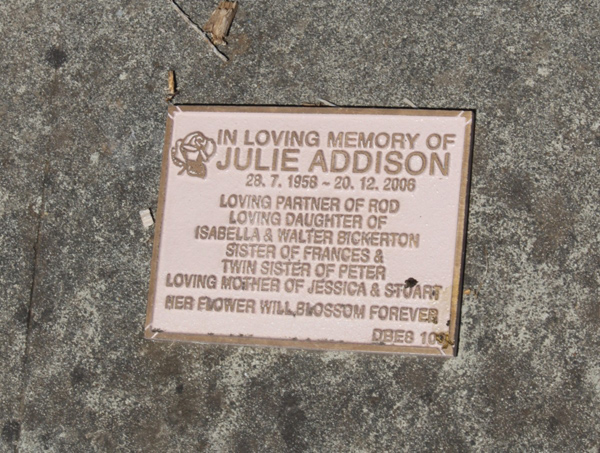 IN LOVING MEMORY OF
JULIE ADDISON
28. 7. 1958 ~ 20. 12. 2006
LOVING PARTNER OF ROD
LOVING DAUGHTER OF
ISABELLA & WALTER BICKERTON
SISTER OF FRANCES &
TWIN SISTER OF PETER
LOVING MOTHER OF JESSICA & STUART
HER FLOWER WILL BLOSSOM FOREVER